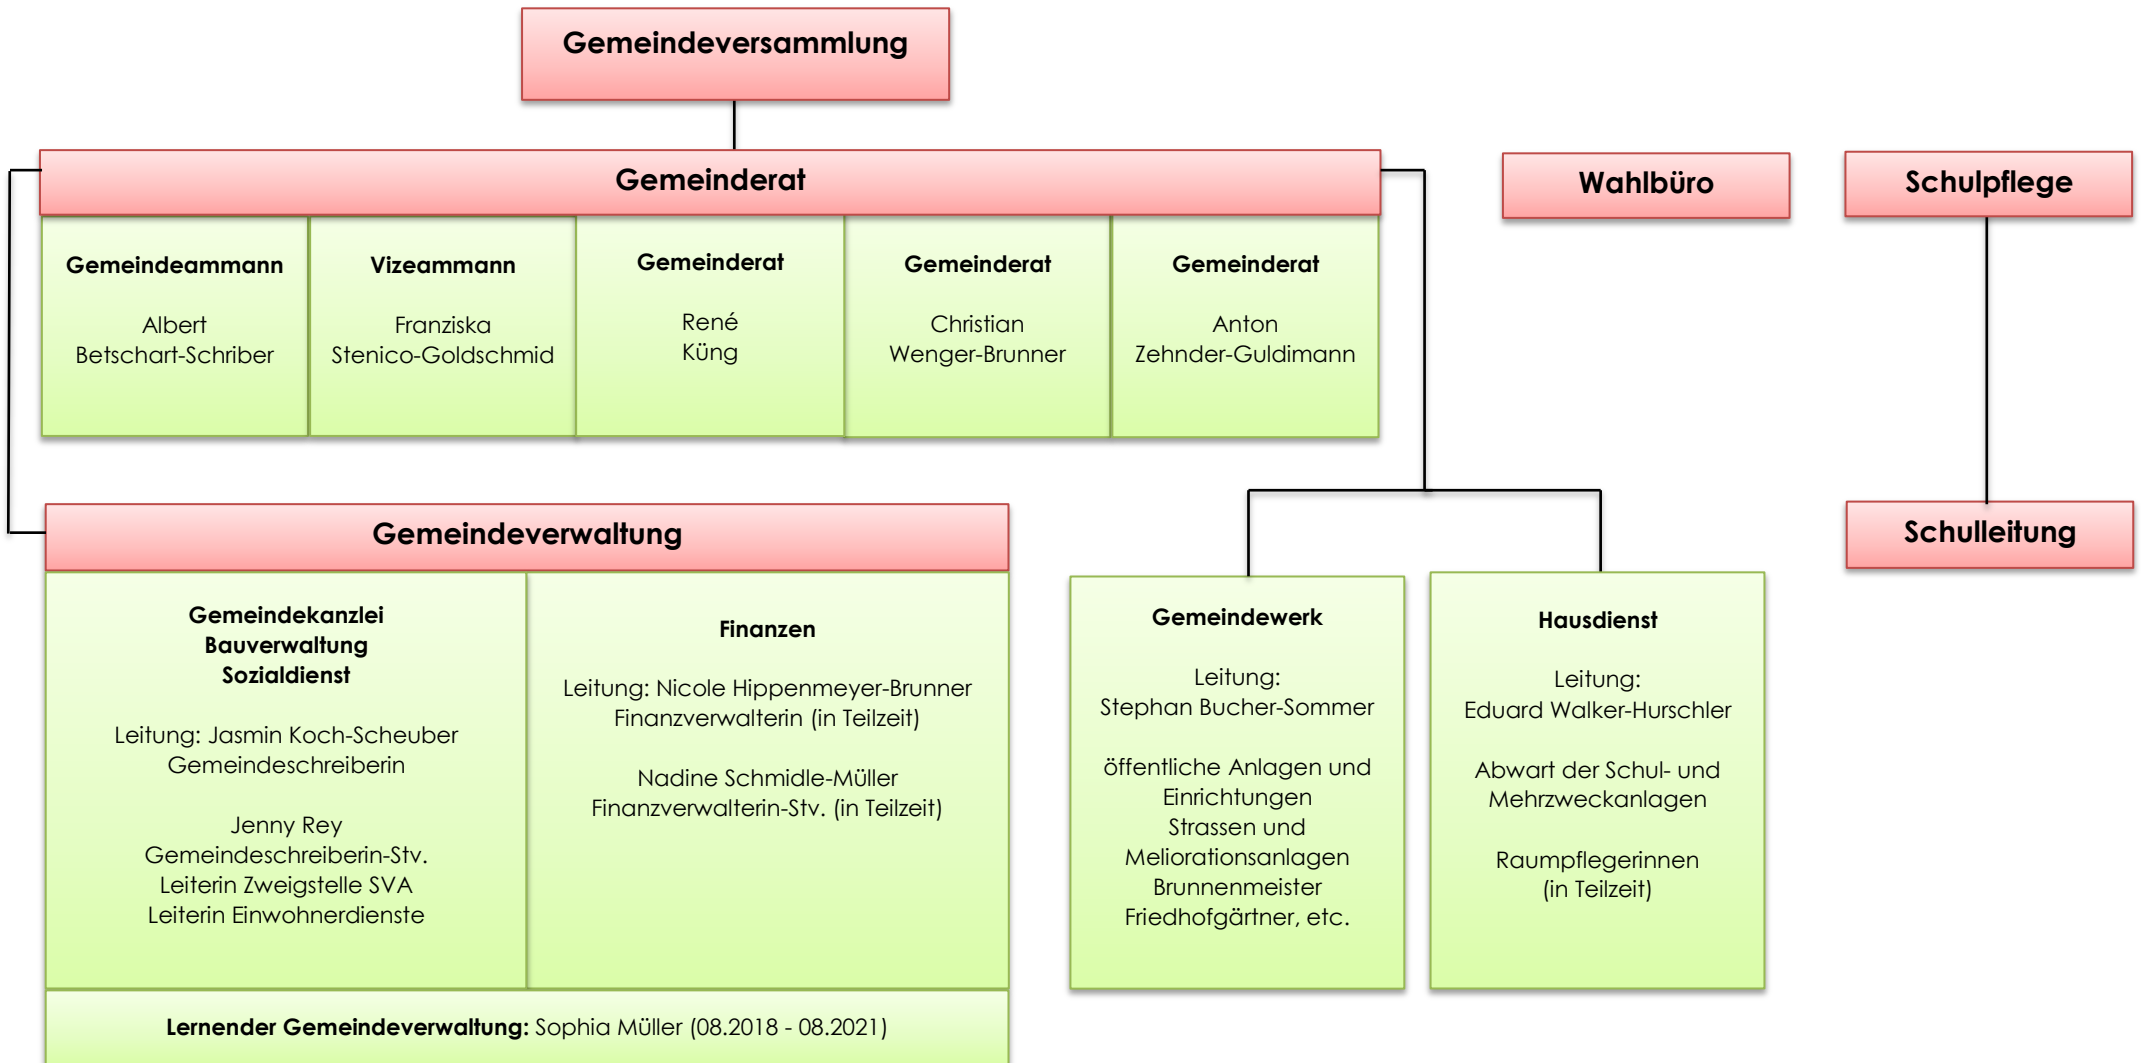 Gemeindeversammlung
Gemeinderat
Wahlbüro
Schulpflege
Gemeindeammann
Albert
Betschart-Schriber
Vizeammann
Franziska
Stenico-Goldschmid
Gemeinderat
René
Küng
Gemeinderat
Christian
Wenger-Brunner
Gemeinderat
Anton
Zehnder-Guldimann
Gemeindeverwaltung
Schulleitung
Gemeindekanzlei
Bauverwaltung
Sozialdienst
Leitung: Jasmin Koch-Scheuber
Gemeindeschreiberin
Jenny Rey
Gemeindeschreiberin-Stv.
Leiterin Zweigstelle SVA
Leiterin Einwohnerdienste
Finanzen
Leitung: Nicole Hippenmeyer-Brunner
Finanzverwalterin (in Teilzeit)
Nadine Schmidle-Müller
Finanzverwalterin-Stv. (in Teilzeit)
Gemeindewerk
Leitung:
Stephan Bucher-Sommer
öffentliche Anlagen und
Einrichtungen
Strassen und
Meliorationsanlagen
Brunnenmeister
Friedhofgärtner, etc.
Hausdienst
Leitung:
Eduard Walker-Hurschler
Abwart der Schul- und
Mehrzweckanlagen
Raumpflegerinnen
(in Teilzeit)
Lernender Gemeindeverwaltung: Sophia Müller (08.2018 - 08.2021)